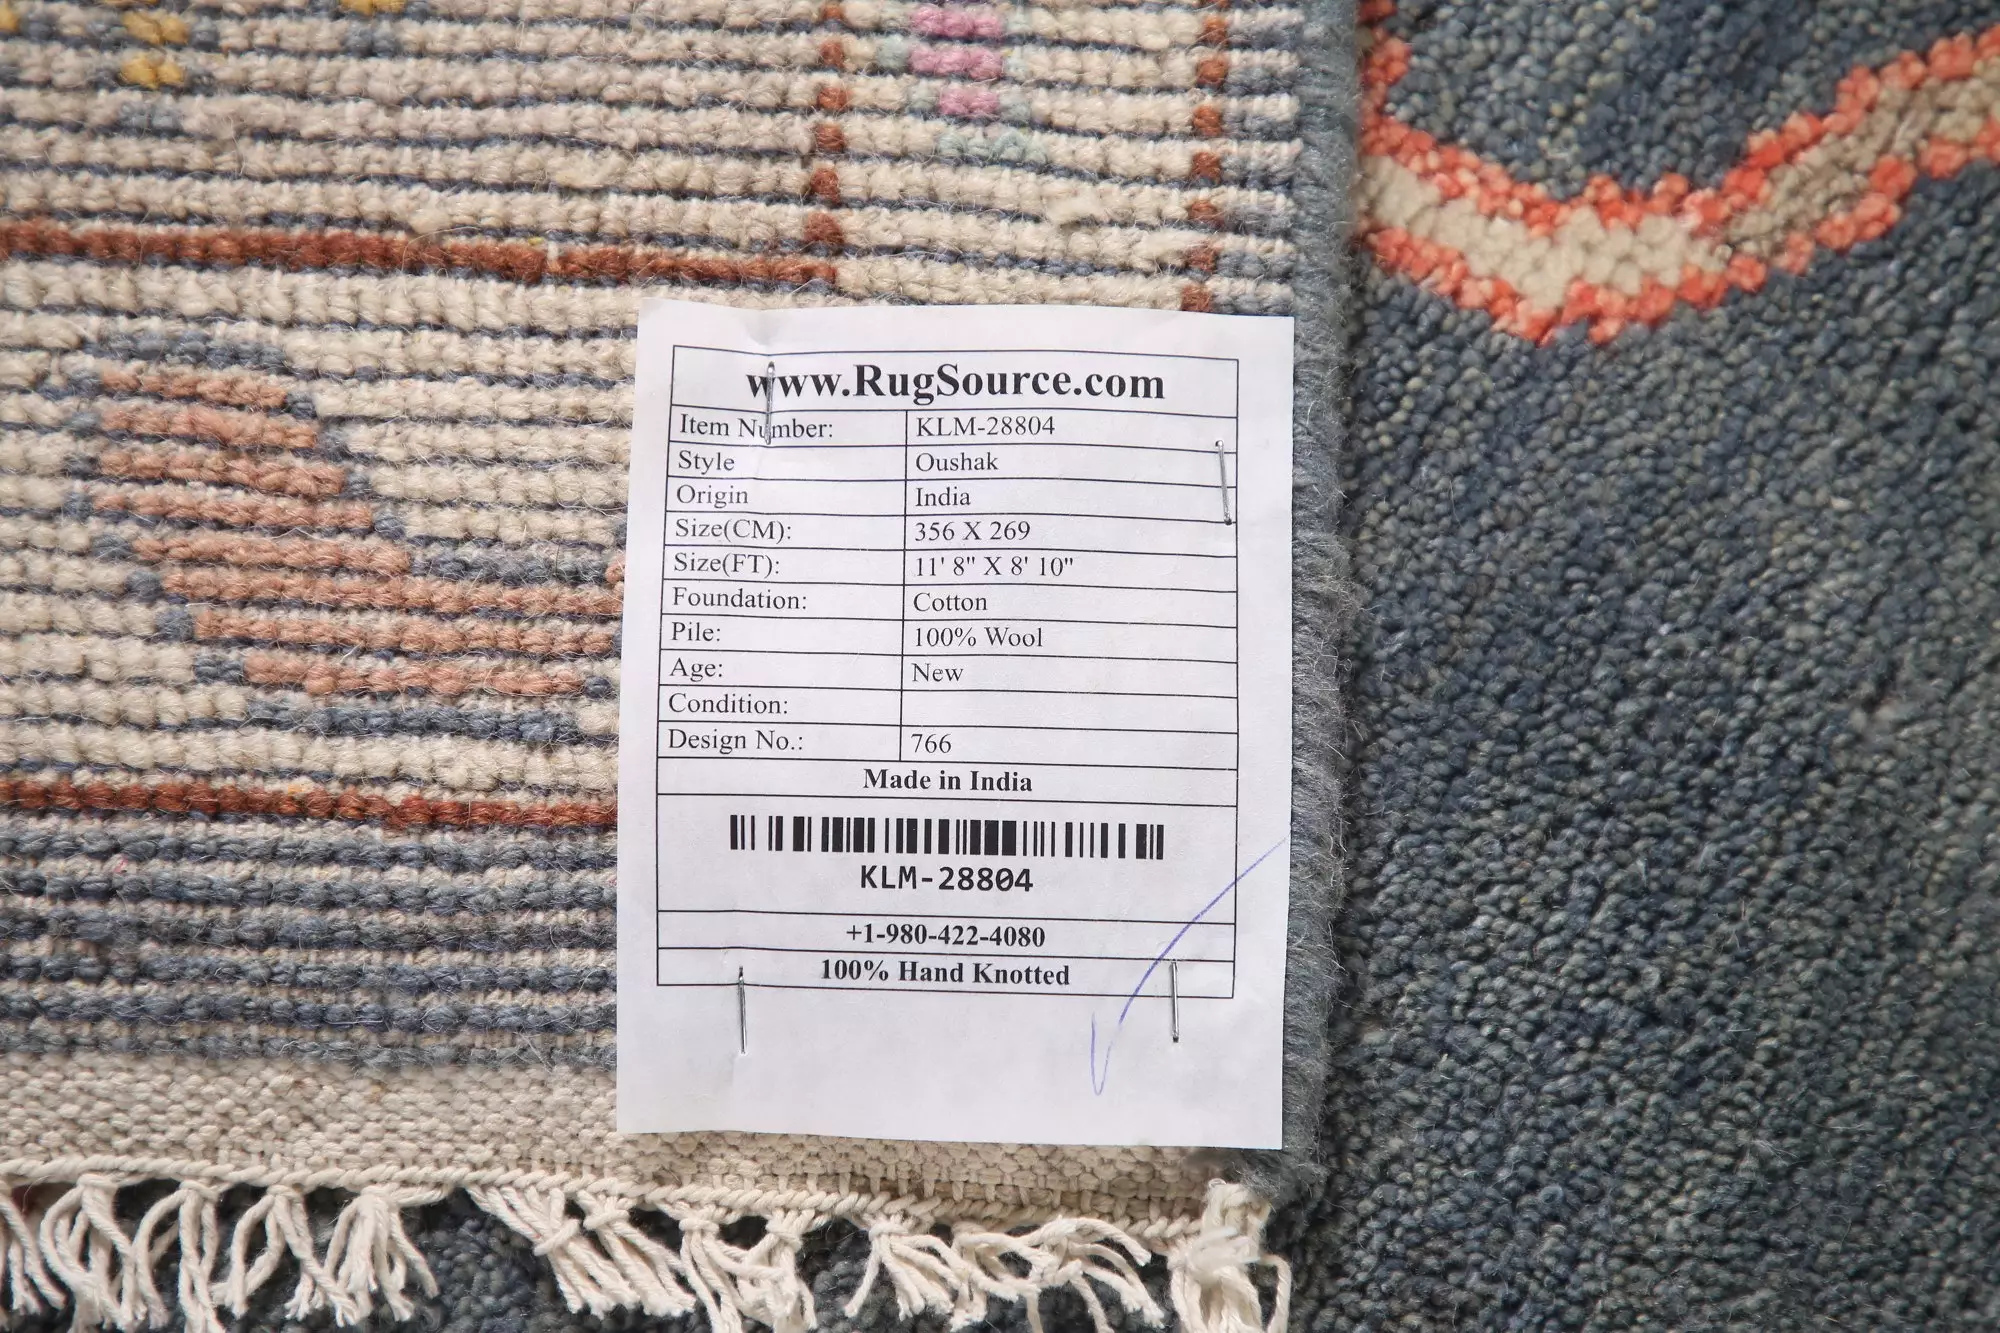 www.RugSource.com
Item Number: KLM-28804
Style Oushak
Origin India
Size(CM): 356 X 269
Size(FT): 11' 8" X 8' 10"
Foundation: Cotton
Pile: 100% Wool
Age: New
Condition:
Design No.: 766
Made in India
KLM-28804
+1-980-422-4080
100% Hand Knotted